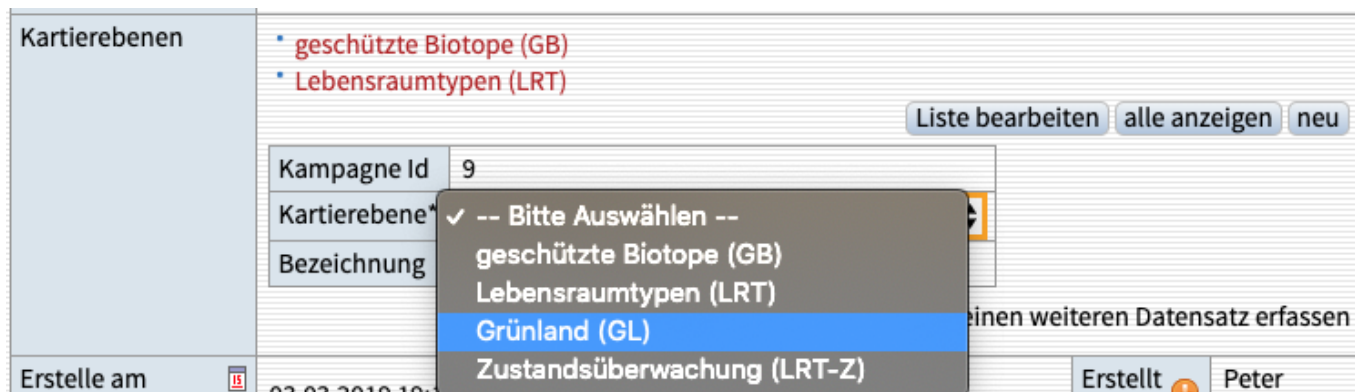 Kartierebenen
geschützte Biotope (GB)
Lebensraumtypen (LRT)
Liste bearbeiten alle anzeigen neu
Kampagne Id 9
Kartierebene* ✓ -- Bitte Auswählen --
geschützte Biotope (GB)
Bezeichnung
Lebensraumtypen (LRT)
Grünland (GL)
einen weiteren Datensatz erfassen
Zustandsüberwachung (LRT-Z)
Erstelle am
Erstellt Peter